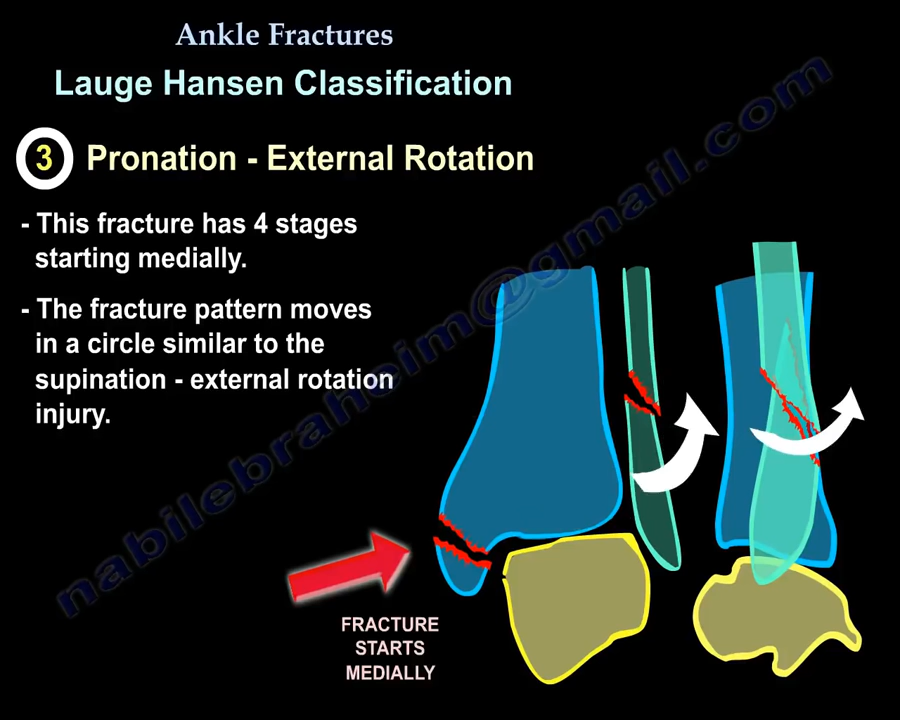 Ankle Fractures
Lauge Hansen Classification
3 Pronation - External Rotation
- This fracture has 4 stages
starting medially.
- The fracture pattern moves
in a circle similar to the
supination - external rotation
injury.
FRACTURE
STARTS
MEDIALLY
nabilebraheim@gmail.com